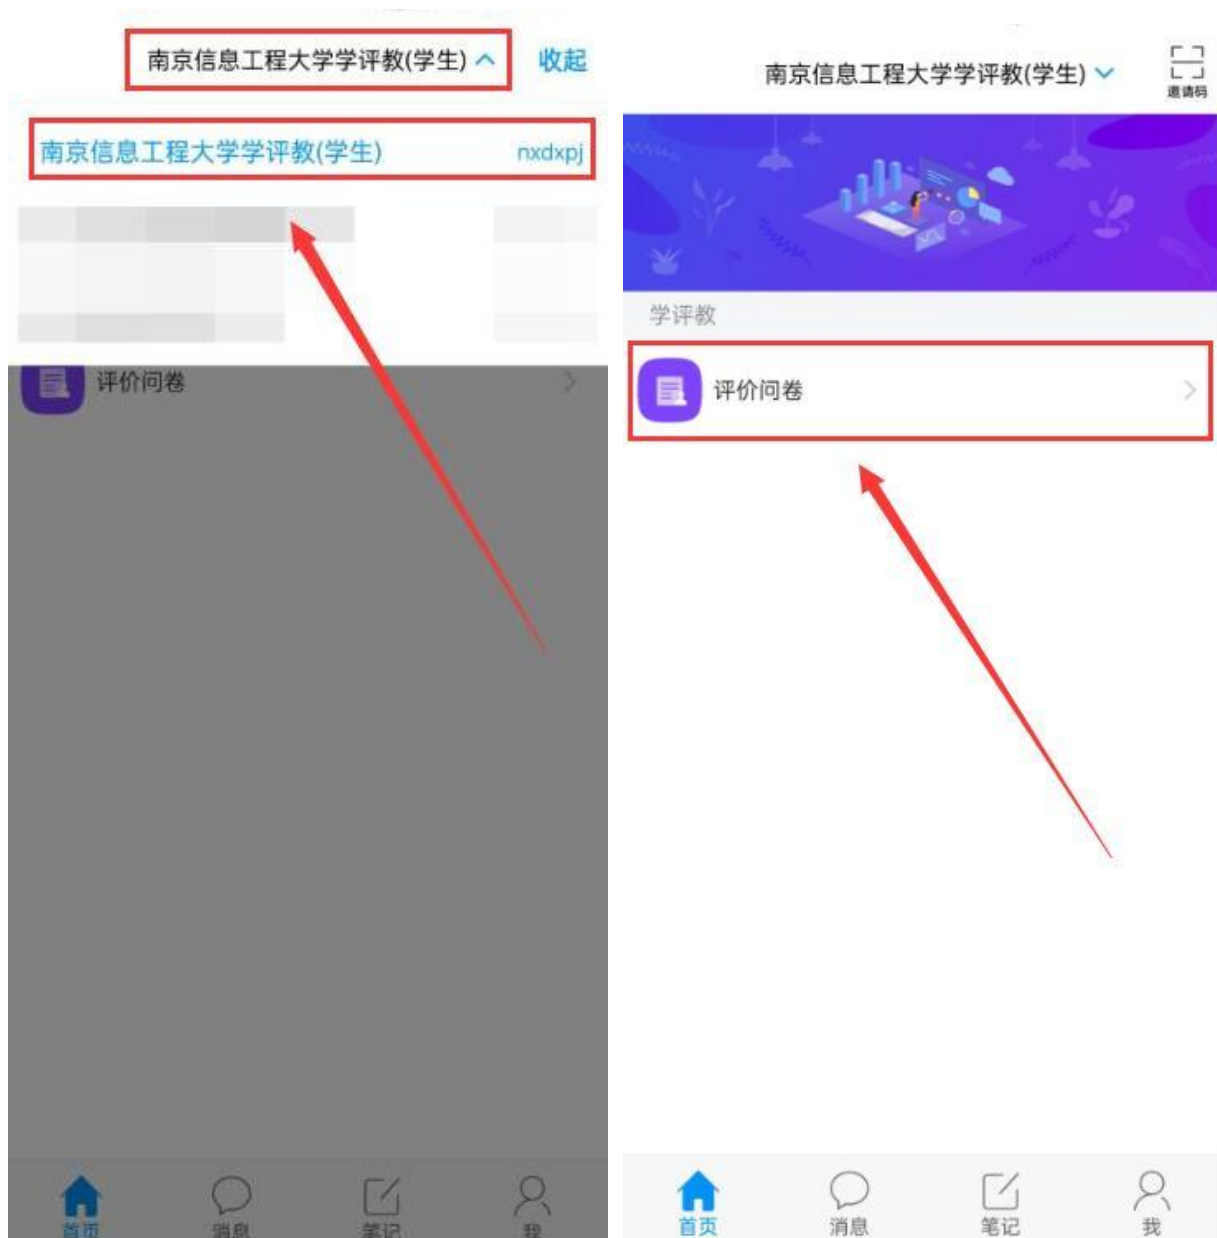 南京信息工程大学学评教(学生)
收起
南京信息工程大学学评教(学生)
nxdxpj
评价问卷
首页
消息
笔记
我
南京信息工程大学学评教(学生)
邀请码
学评教
评价问卷
首页
消息
笔记
我